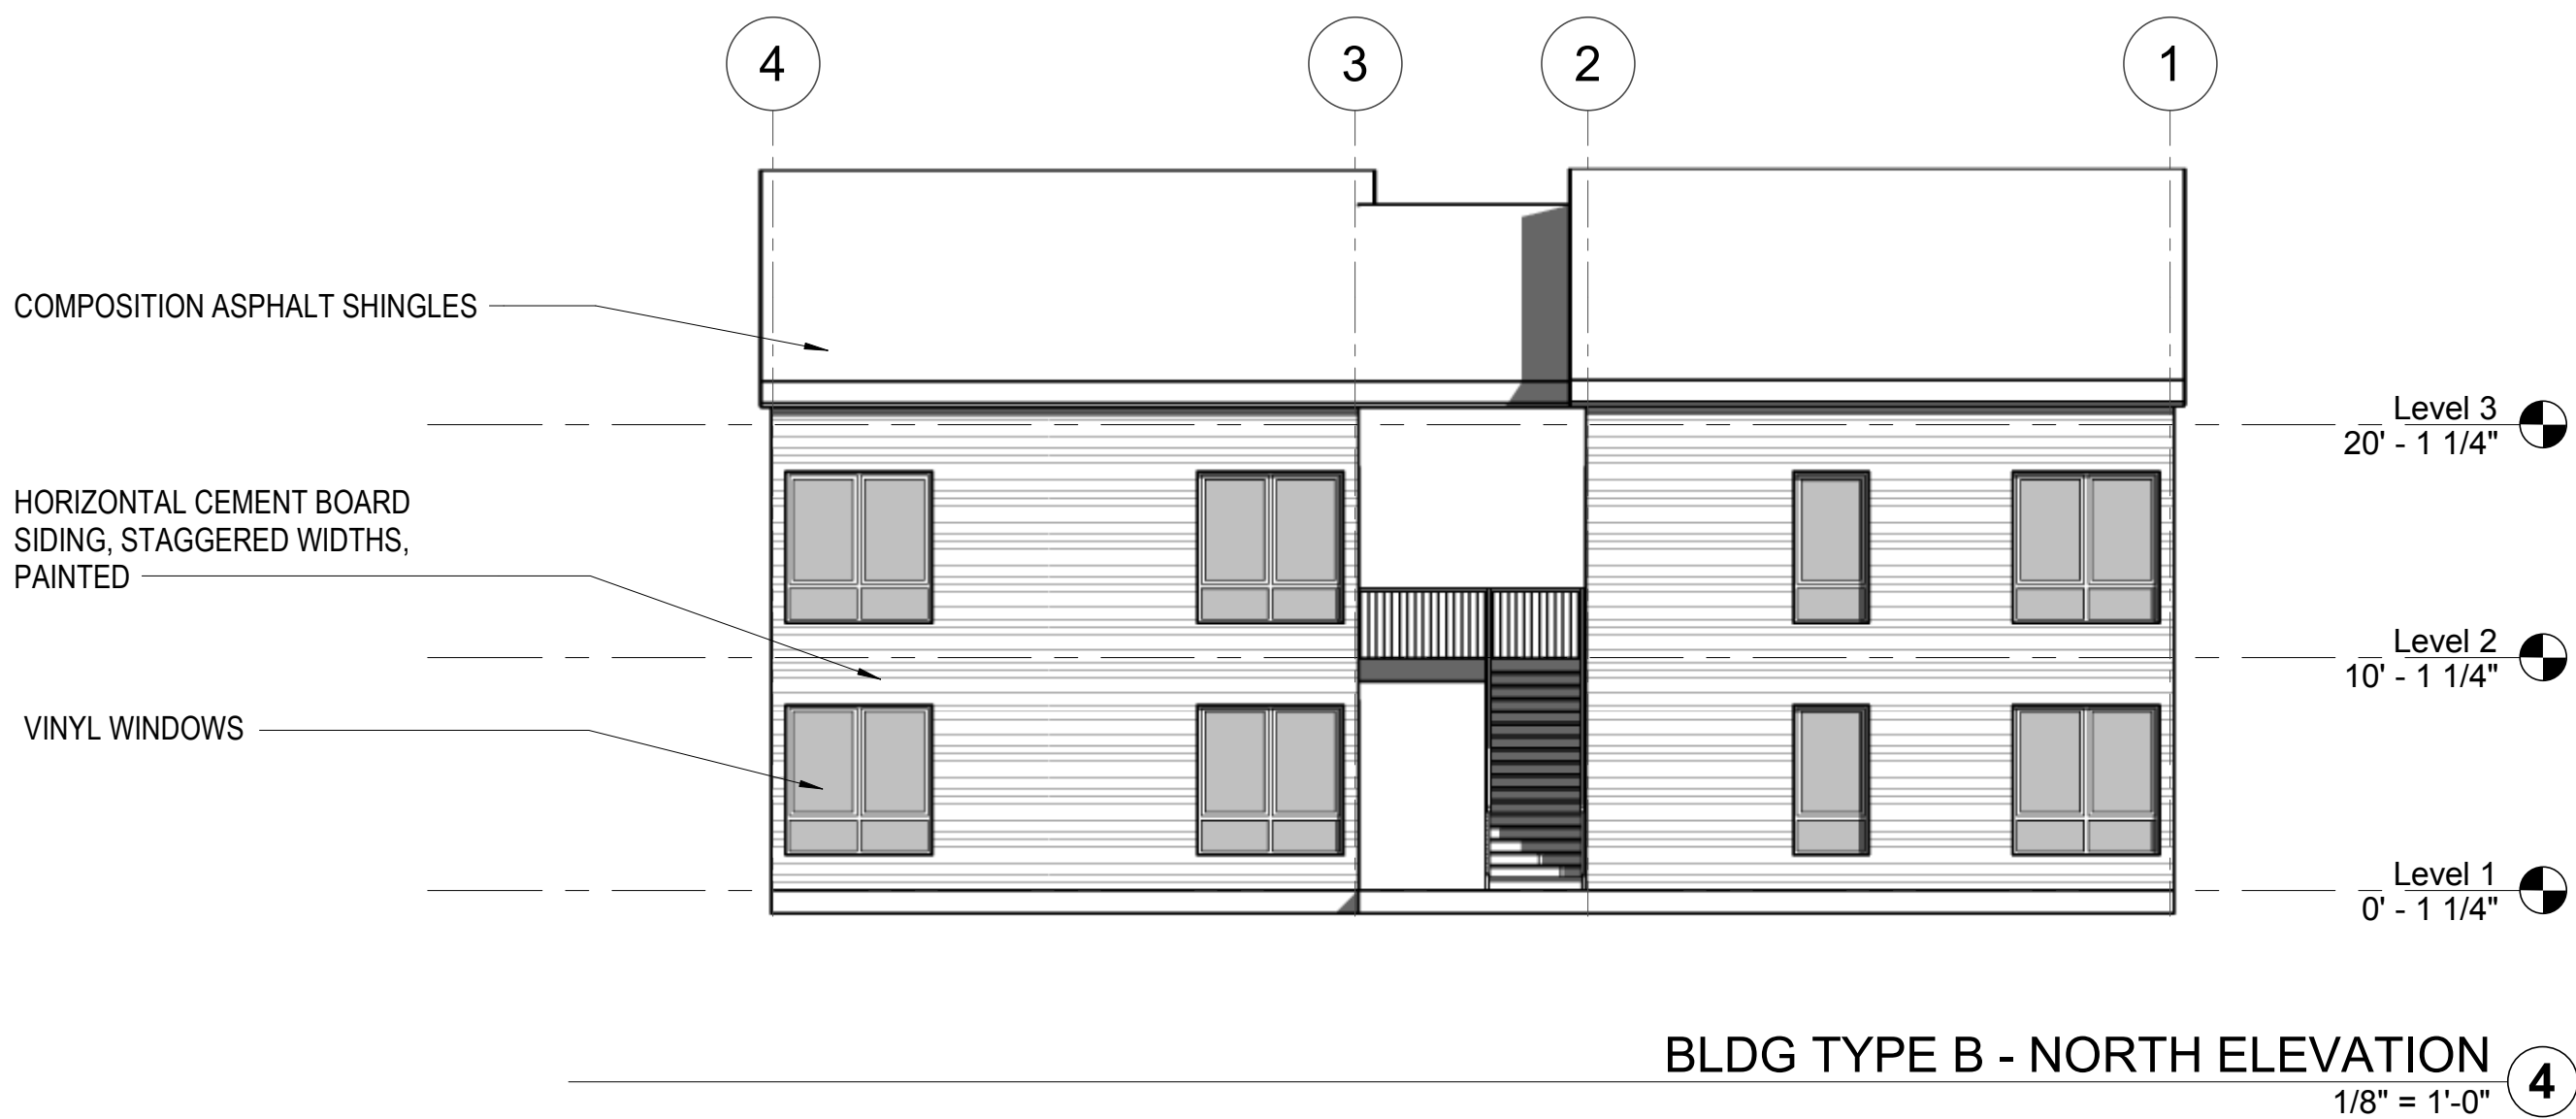 4
3
2
1
COMPOSITION ASPHALT SHINGLES
Level 3
20' - 1 1/4"
HORIZONTAL CEMENT BOARD
SIDING, STAGGERED WIDTHS,
PAINTED
Level 2
10' - 1 1/4"
VINYL WINDOWS
Level 1
0' - 1 1/4"
BLDG TYPE B - NORTH ELEVATION
4
1/8" = 1'-0"